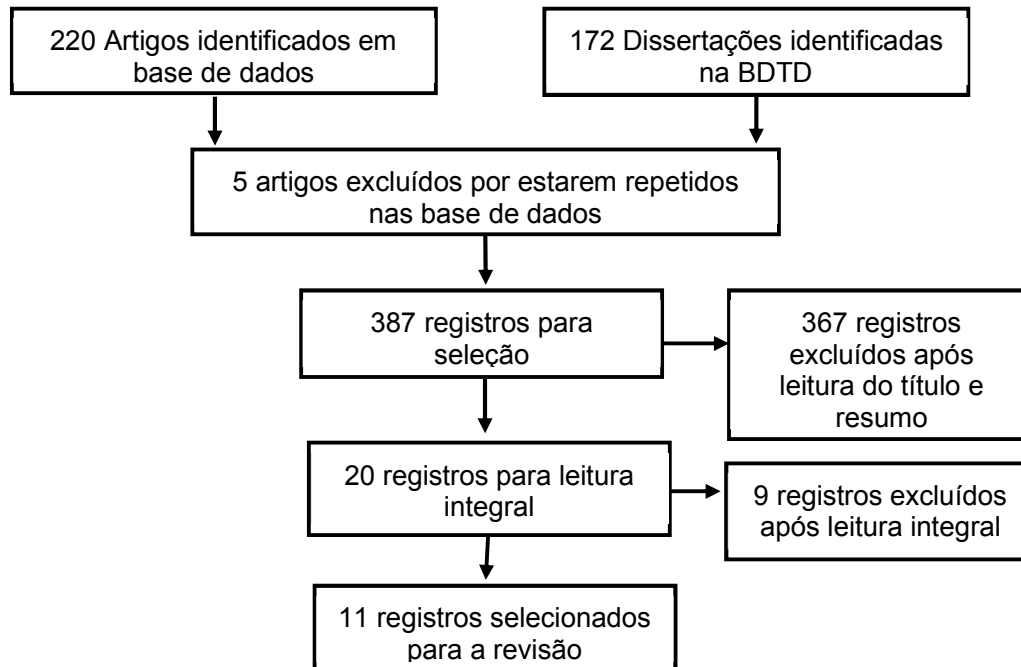 220 Artigos identificados em
base de dados
172 Dissertações identificadas
na BDTD
5 artigos excluídos por estarem repetidos
nas base de dados
387 registros para
seleção
367 registros
excluídos após
leitura do título e
resumo
20 registros para leitura
integral
9 registros excluídos
após leitura integral
11 registros selecionados
para a revisão